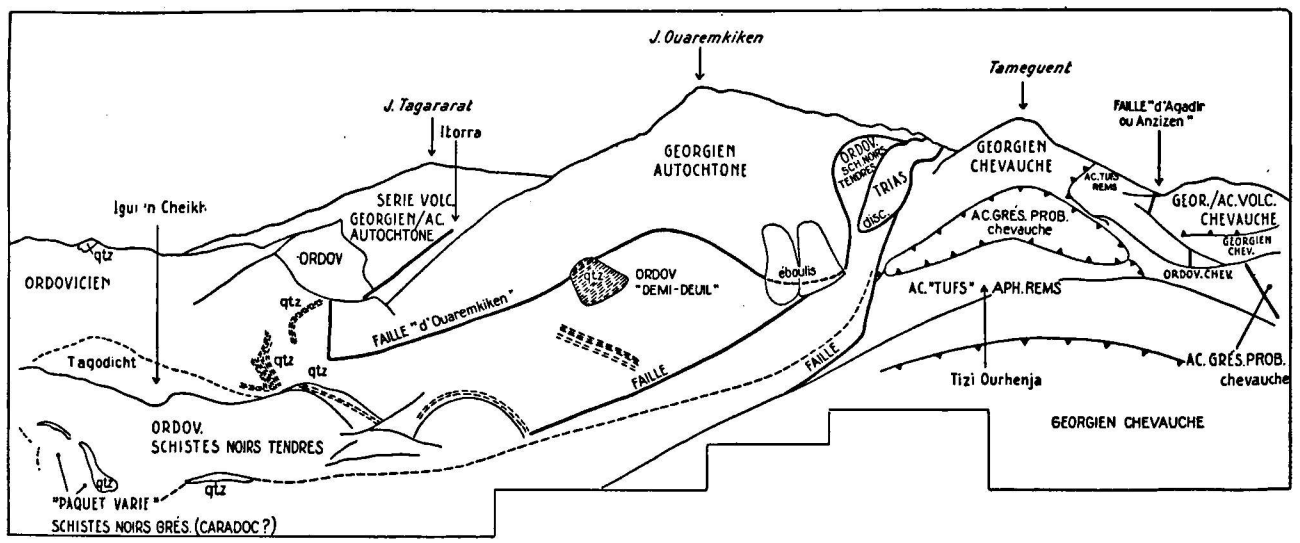 J. Ouaremkiken
Tameguent
J. Tagararat
Itorra
FAILLE "d'Agadir
ou Anzizen"
GEORGIEN
AUTOCHTONE
ORDOV.
SCH. NOIRS
TENDRES
TRIAS
disc.
GEORGIEN
CHEVAUCHE
AC. TUFS
REMS
GEOR./AC. VOLC.
CHEVAUCHE
GEORGIEN
CHEV.
Igui 'n Cheikh
SERIE VOLC.
GEORGIEN/AC.
AUTOCHTONE
qtz
ORDOVICIEN
ORDOV
AC. GRÉS. PROB.
chevauche
ORDOV. CHEV.
qtz
qtz
ORDOV
"DEMI-DEUIL"
éboulis
AC. "TUFS" APH. REMS
FAILLE "d'Ouaremkiken"
Tagodicht
qtz
qtz
FAILLE
FAILLE
Tizi Ourhenja
AC. GRÉS. PROB.
chevauche
ORDOV.
SCHISTES NOIRS TENDRES
GEORGIEN CHEVAUCHE
qtz
qtz
"PAQUET VARIE"
SCHISTES NOIRS GRÉS. (CARADOC ?)